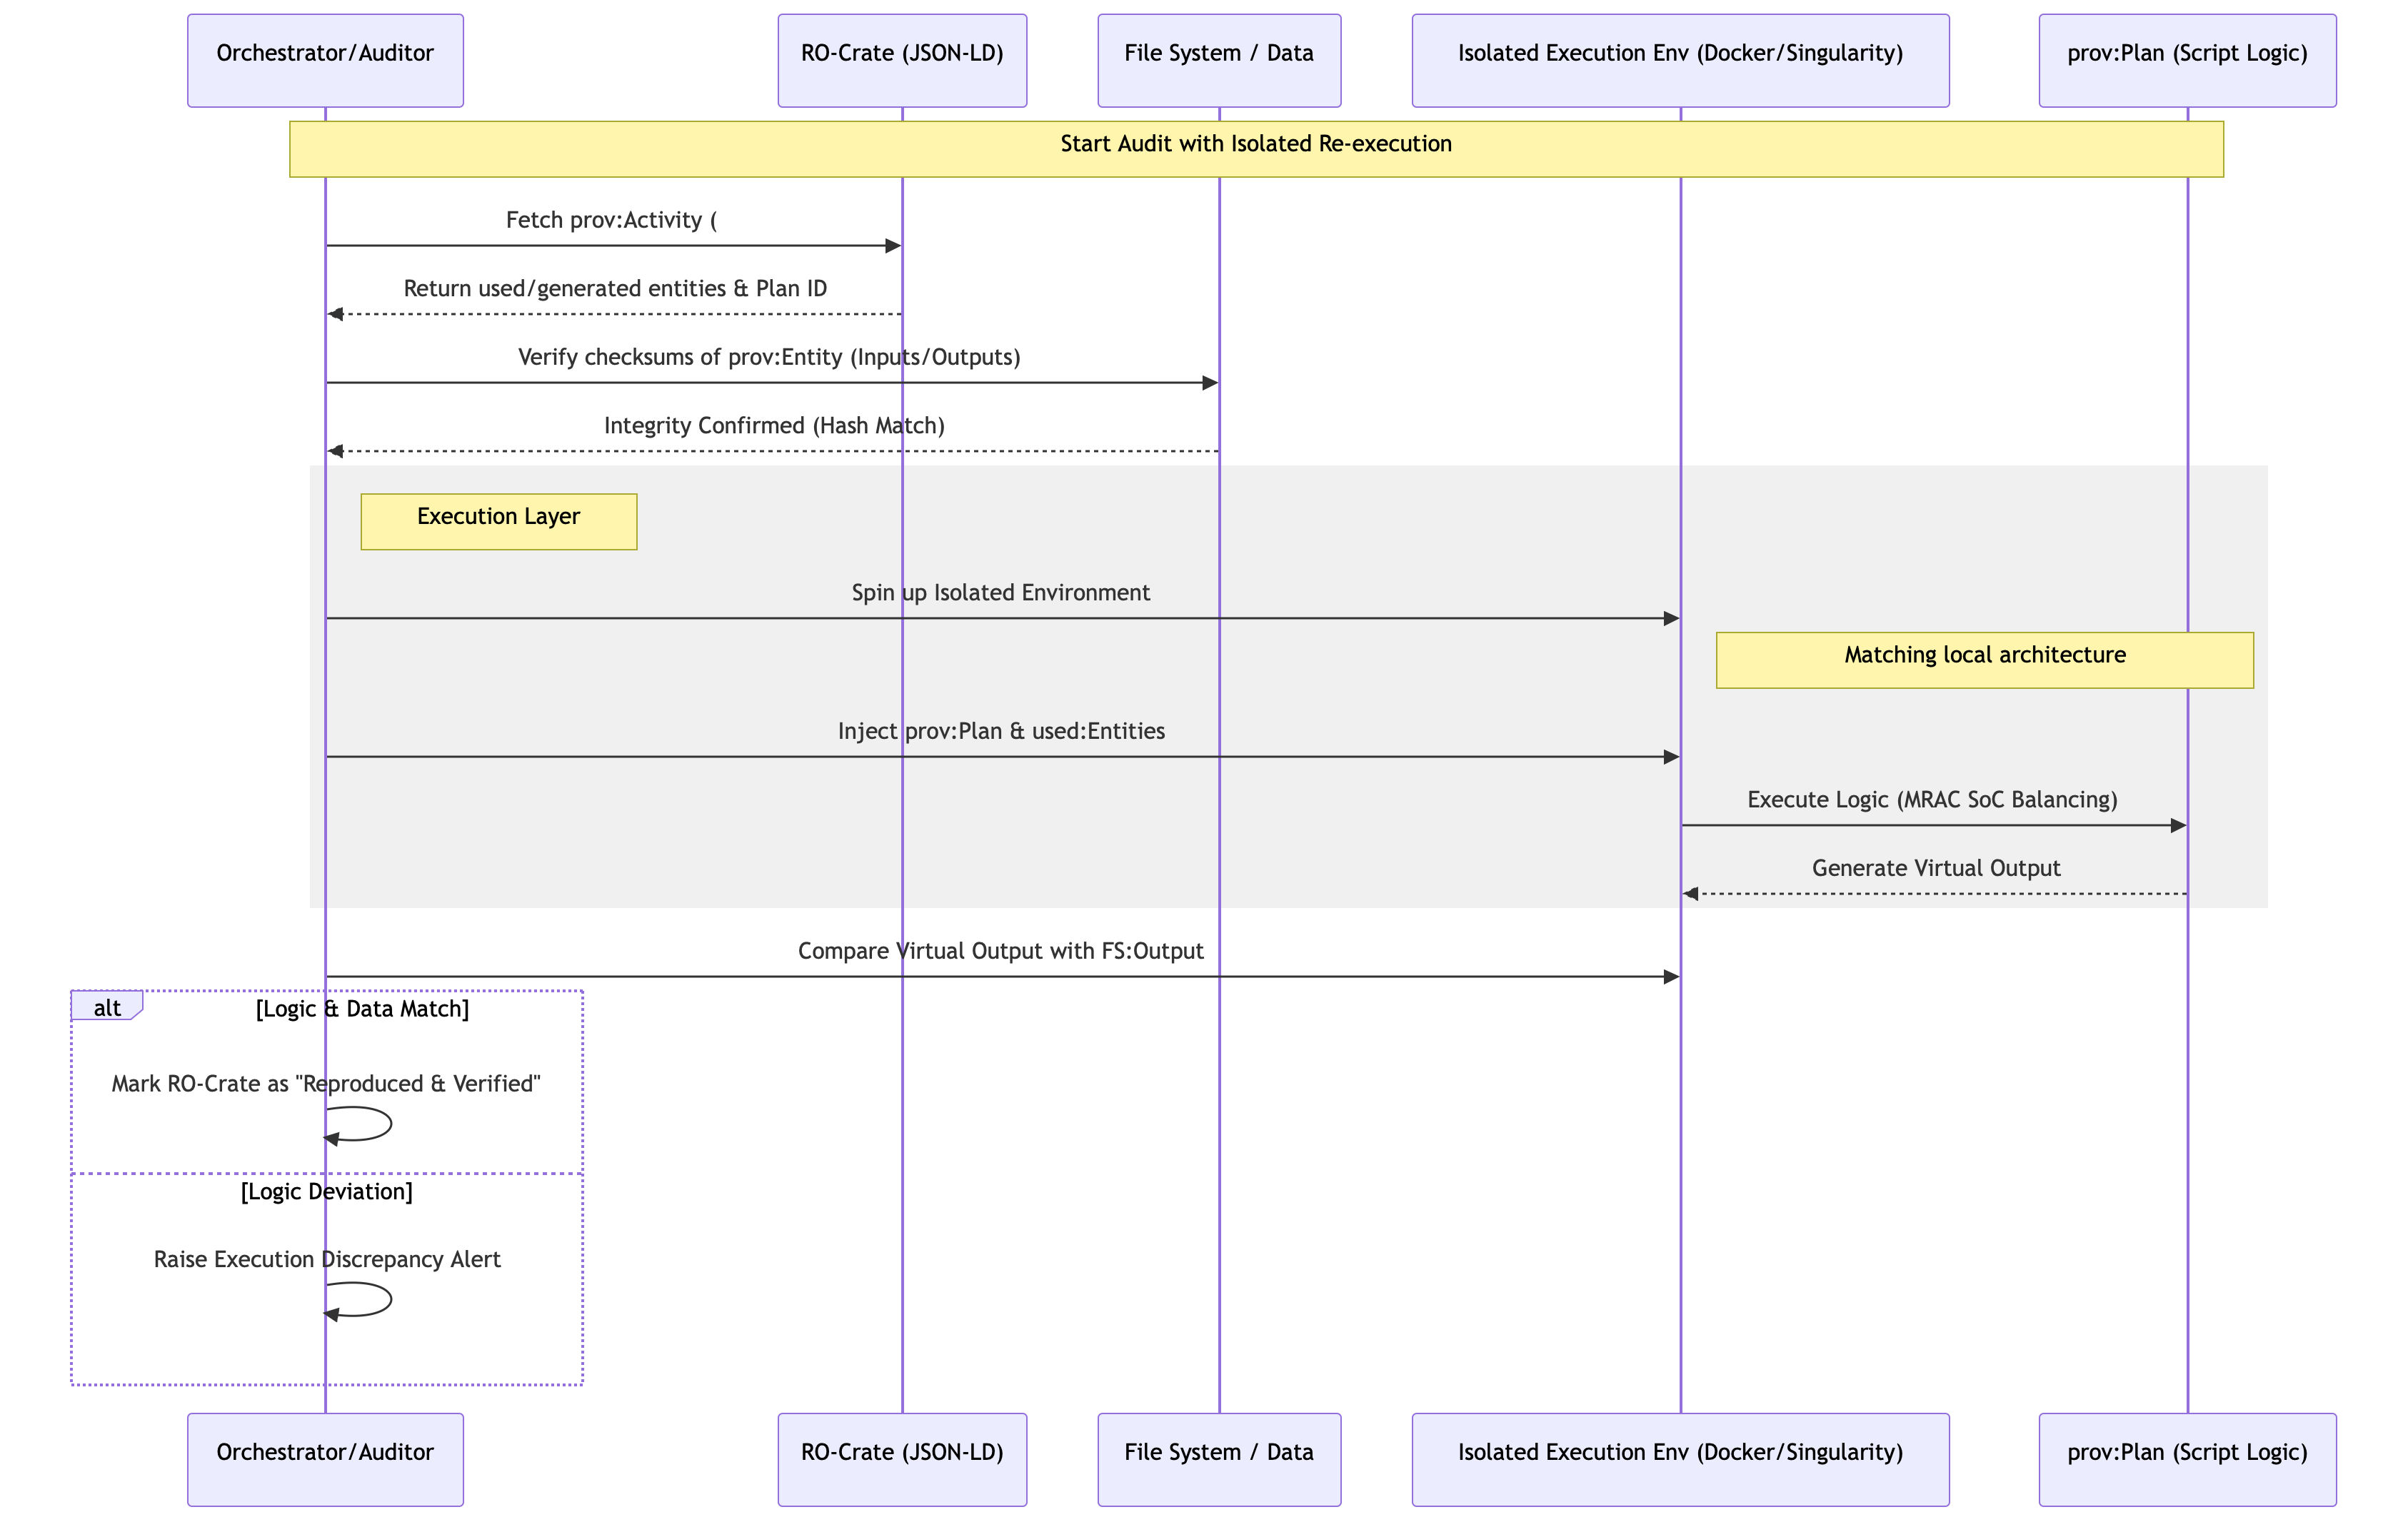 Orchestrator/Auditor
RO-Crate (JSON-LD)
File System / Data
Isolated Execution Env (Docker/Singularity)
prov:Plan (Script Logic)
Start Audit with Isolated Re-execution
Fetch prov:Activity (
Return used/generated entities & Plan ID
Verify checksums of prov:Entity (Inputs/Outputs)
Integrity Confirmed (Hash Match)
Execution Layer
Spin up Isolated Environment
Matching local architecture
Inject prov:Plan & used:Entities
Execute Logic (MRAC SoC Balancing)
Generate Virtual Output
Compare Virtual Output with FS:Output
alt
[Logic & Data Match]
Mark RO-Crate as "Reproduced & Verified"
[Logic Deviation]
Raise Execution Discrepancy Alert
Orchestrator/Auditor
RO-Crate (JSON-LD)
File System / Data
Isolated Execution Env (Docker/Singularity)
prov:Plan (Script Logic)